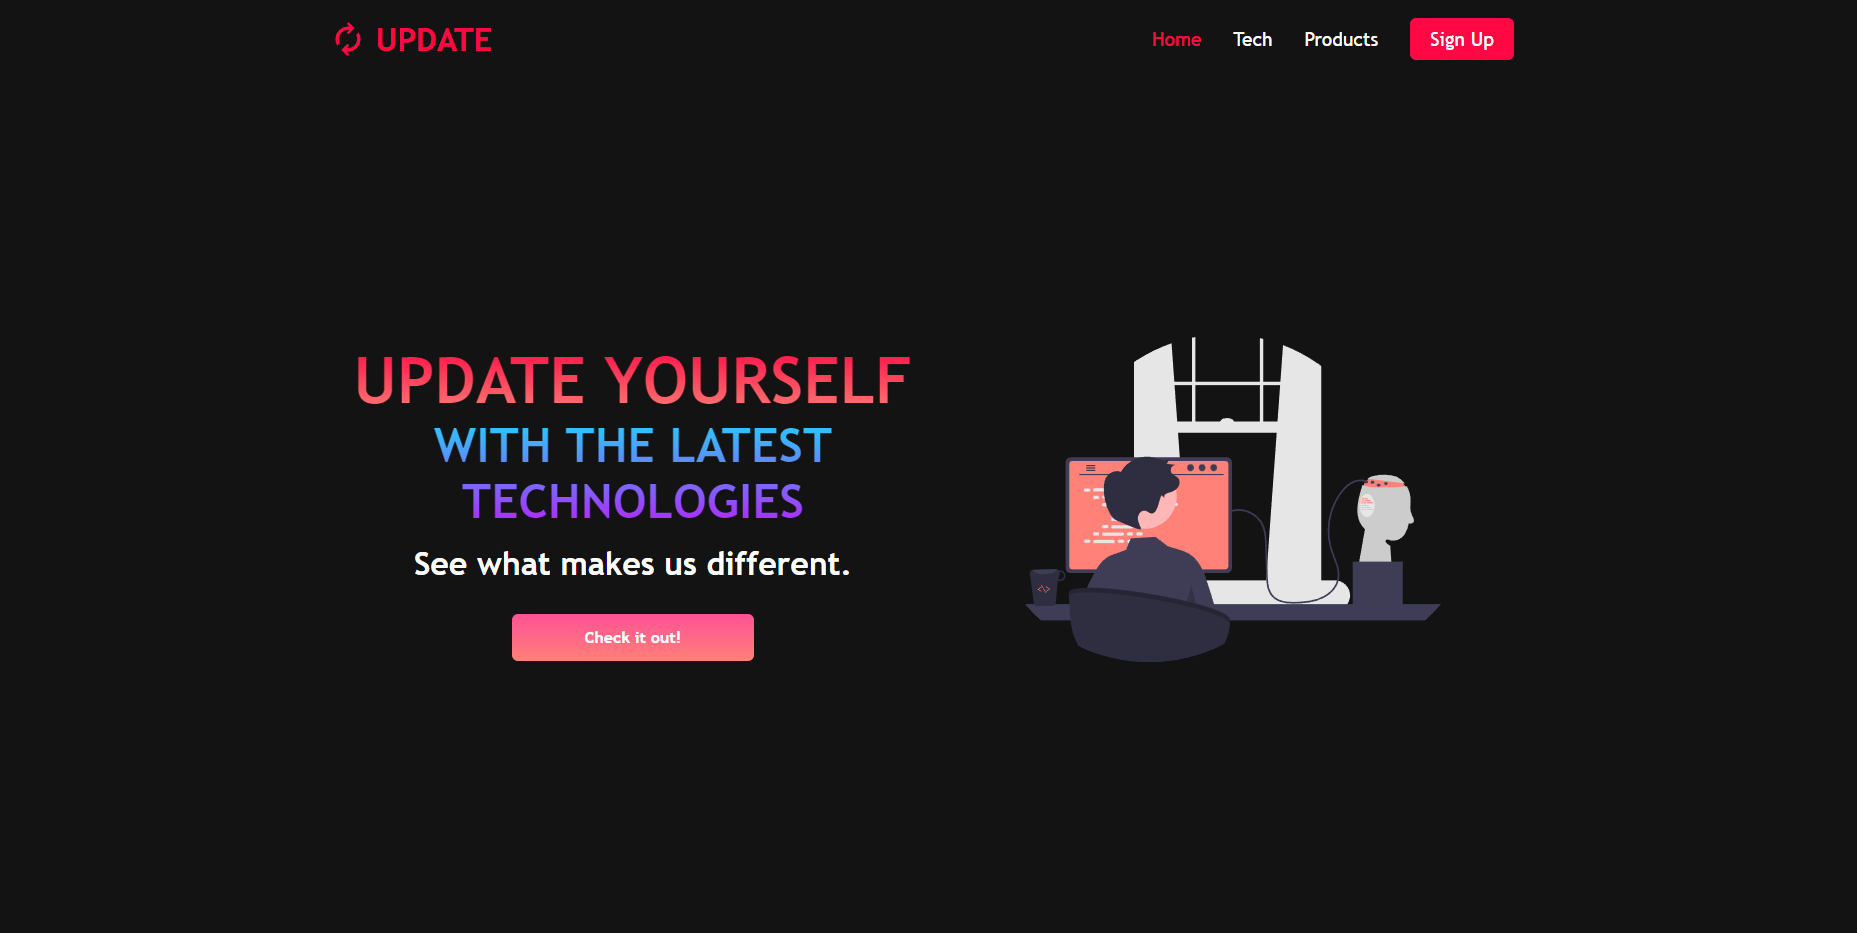 UPDATE
Home Tech Products Sign Up
UPDATE YOURSELF
WITH THE LATEST
TECHNOLOGIES
See what makes us different.
Check it out!